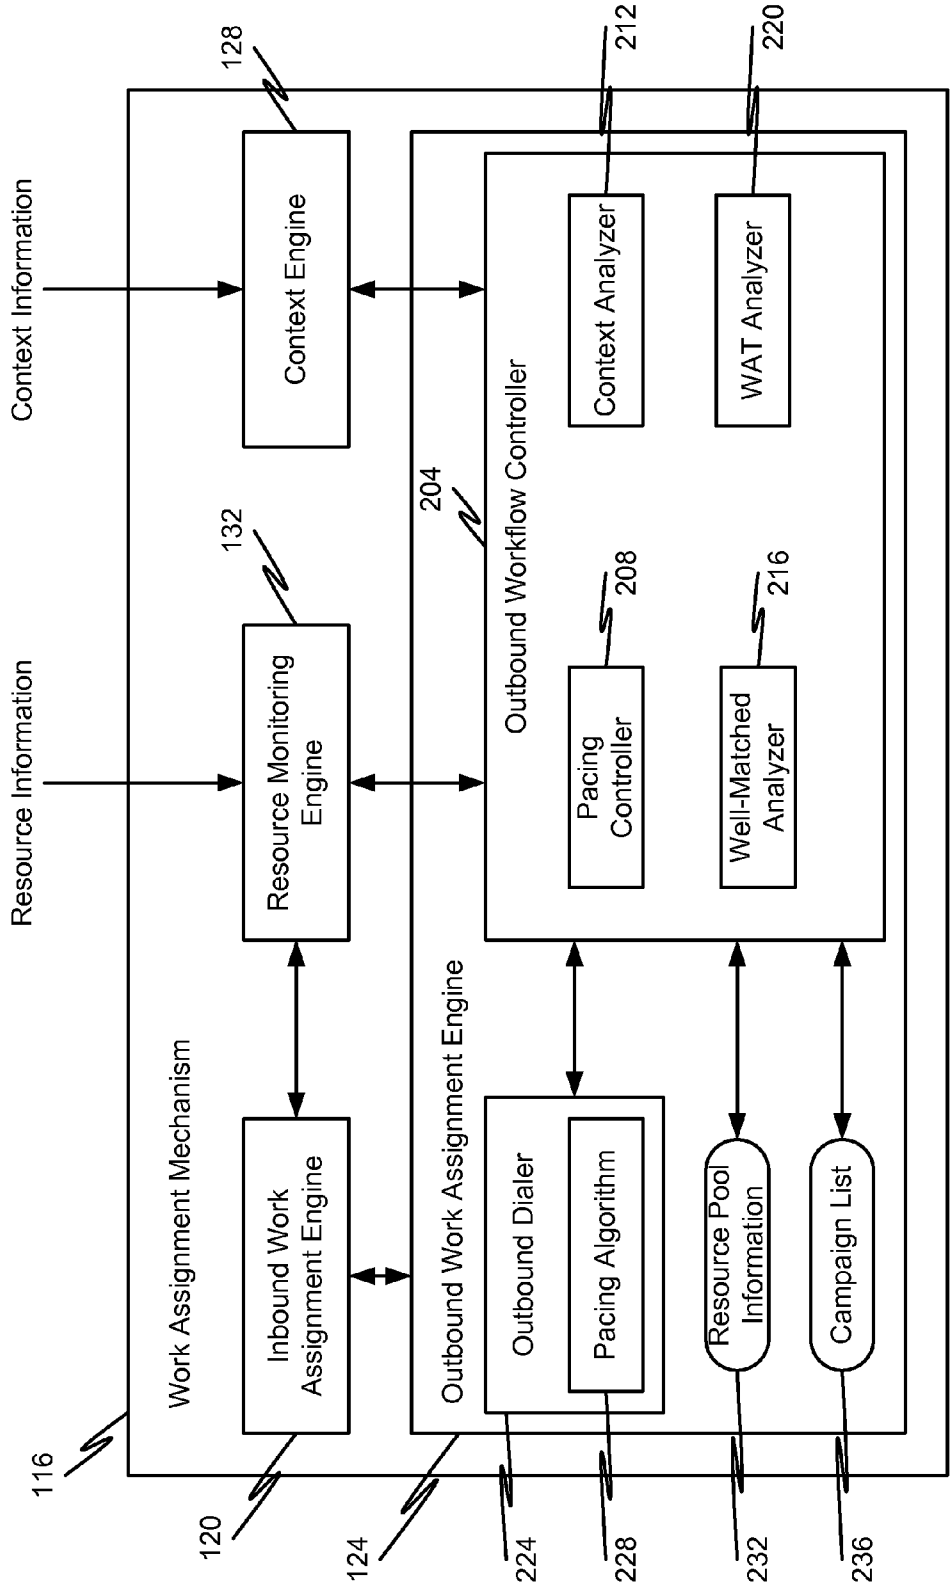 Resource Information
Context Information
116
Work Assignment Mechanism
120
Inbound Work
Assignment Engine
132
Resource Monitoring
Engine
128
Context Engine
124
Outbound Work Assignment Engine
204
Outbound Workflow Controller
224
Outbound Dialer
228
Pacing Algorithm
Pacing
Controller
208
Context Analyzer
212
232
Resource Pool
Information
Well-Matched
Analyzer
216
WAT Analyzer
220
236
Campaign List